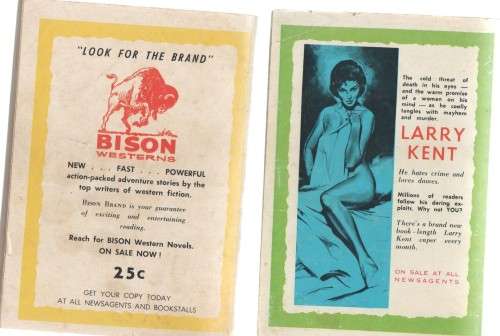 "LOOK FOR THE BRAND"
BISON
WESTERNS
NEW . . . FAST . . . POWERFUL
action-packed adventure stories by the
top writers of western fiction.
BISON BRAND is your guarantee
of exciting and entertaining
reading.
Reach for BISON Western Novels.
ON SALE NOW !
25c
GET YOUR COPY TODAY
AT ALL NEWSAGENTS AND BOOKSTALLS
The cold threat of
death in his eyes —
and the warm promise
of a woman on his
mind — as he coolly
tangles with mayhem
and murder.
LARRY
KENT
He hates crime and
loves dames.
Millions of readers
follow his daring ex-
ploits. Why not YOU?
There's a brand new
book-length Larry
Kent caper every
month.
ON SALE AT ALL
NEWSAGENTS